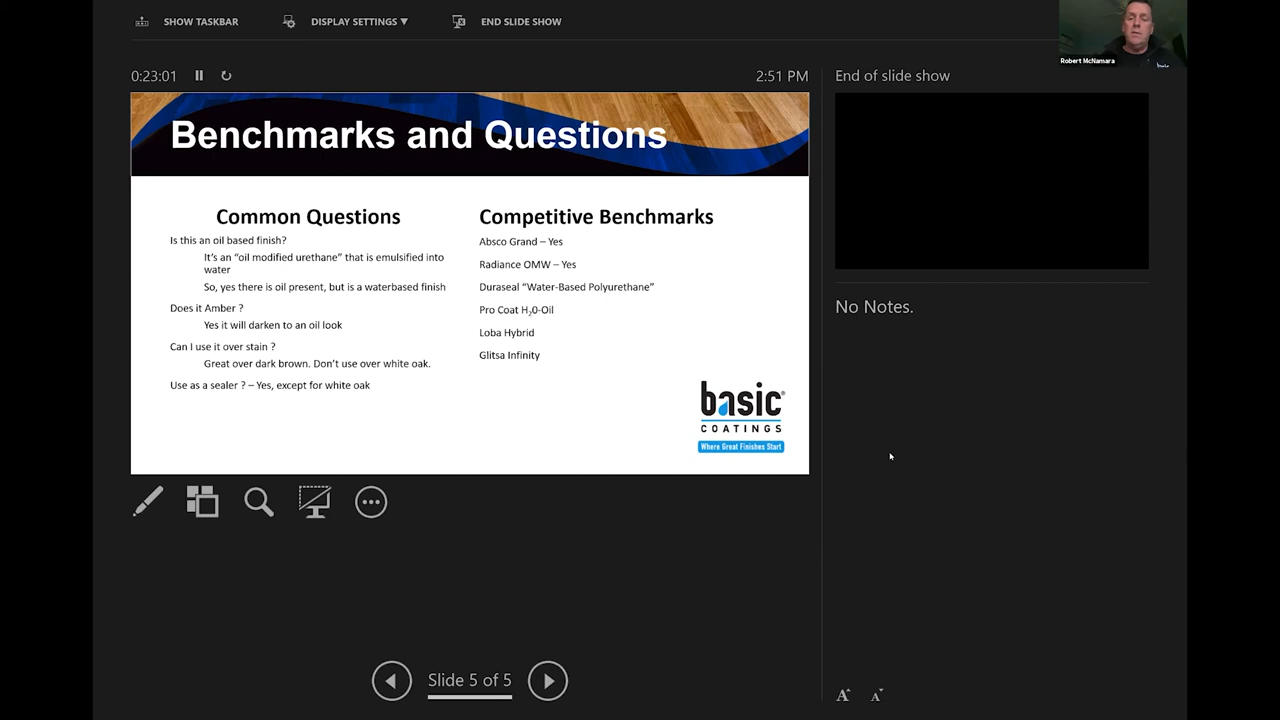 SHOW TASKBAR
DISPLAY SETTINGS ▼
END SLIDE SHOW
Robert McNamara
0:23:01
2:51 PM
End of slide show
Benchmarks and Questions
Common Questions
Is this an oil based finish?
It's an “oil modified urethane” that is emulsified into
water
So, yes there is oil present, but is a waterbased finish
Does it Amber ?
Yes it will darken to an oil look
Can I use it over stain ?
Great over dark brown. Don't use over white oak.
Use as a sealer ? – Yes, except for white oak
Competitive Benchmarks
Absco Grand – Yes
Radiance OMW – Yes
Duraseal “Water-Based Polyurethane”
Pro Coat H₂0-Oil
Loba Hybrid
Glitsa Infinity
basic®
COATINGS
Where Great Finishes Start
No Notes.
Slide 5 of 5
A A